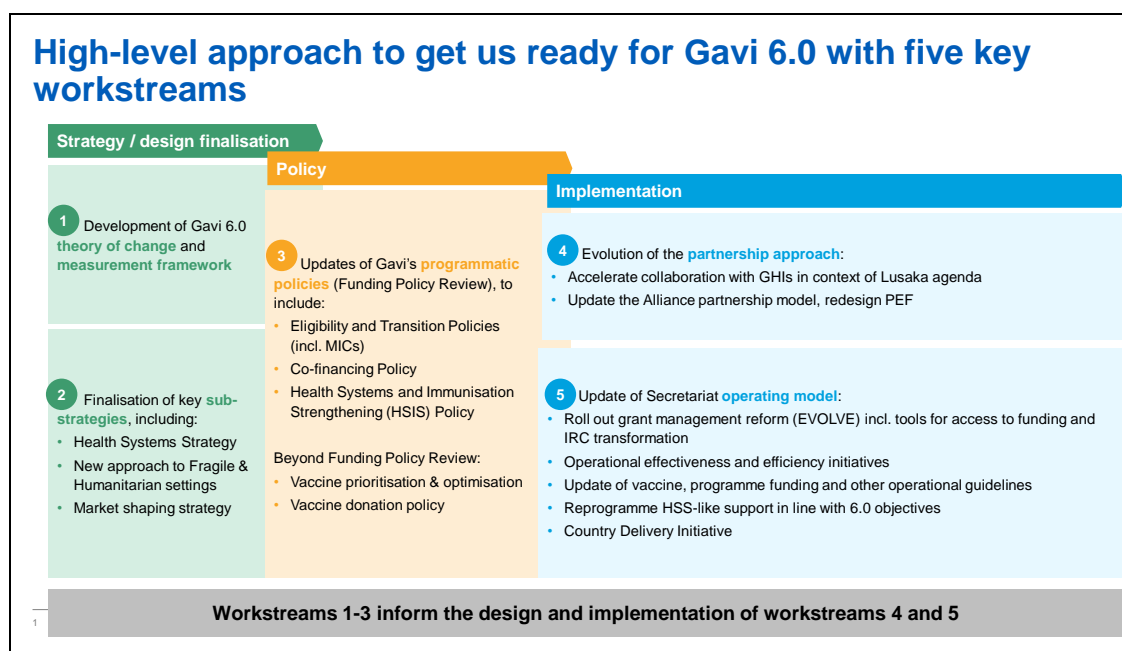 High-level approach to get us ready for Gavi 6.0 with five key
workstreams
Strategy / design finalisation
1 Development of Gavi 6.0
theory of change and
measurement framework
2 Finalisation of key sub-
strategies, including:
• Health Systems Strategy
• New approach to Fragile &
Humanitarian settings
• Market shaping strategy
Policy
3 Updates of Gavi's programmatic
policies (Funding Policy Review), to
include:
• Eligibility and Transition Policies
(incl. MICs)
• Co-financing Policy
• Health Systems and Immunisation
Strengthening (HSIS) Policy
Beyond Funding Policy Review:
• Vaccine prioritisation & optimisation
• Vaccine donation policy
Implementation
4 Evolution of the partnership approach:
• Accelerate collaboration with GHIs in context of Lusaka agenda
• Update the Alliance partnership model, redesign PEF
5 Update of Secretariat operating model:
• Roll out grant management reform (EVOLVE) incl. tools for access to funding and
IRC transformation
• Operational effectiveness and efficiency initiatives
• Update of vaccine, programme funding and other operational guidelines
• Reprogramme HSS-like support in line with 6.0 objectives
• Country Delivery Initiative
Workstreams 1-3 inform the design and implementation of workstreams 4 and 5
1